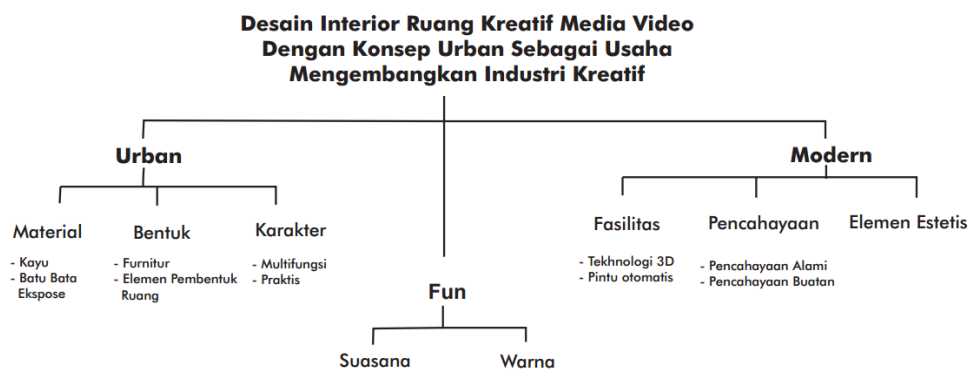 Desain Interior Ruang Kreatif Media Video
Dengan Konsep Urban Sebagai Usaha
Mengembangkan Industri Kreatif
Urban
Material
- Kayu
- Batu Bata
Ekspose
Bentuk
- Furnitur
- Elemen Pembentuk
Ruang
Karakter
- Multifungsi
- Praktis
Fun
Suasana
Warna
Modern
Fasilitas
- Tekhnologi 3D
- Pintu otomatis
Pencahayaan
- Pencahayaan Alami
- Pencahayaan Buatan
Elemen Estetis